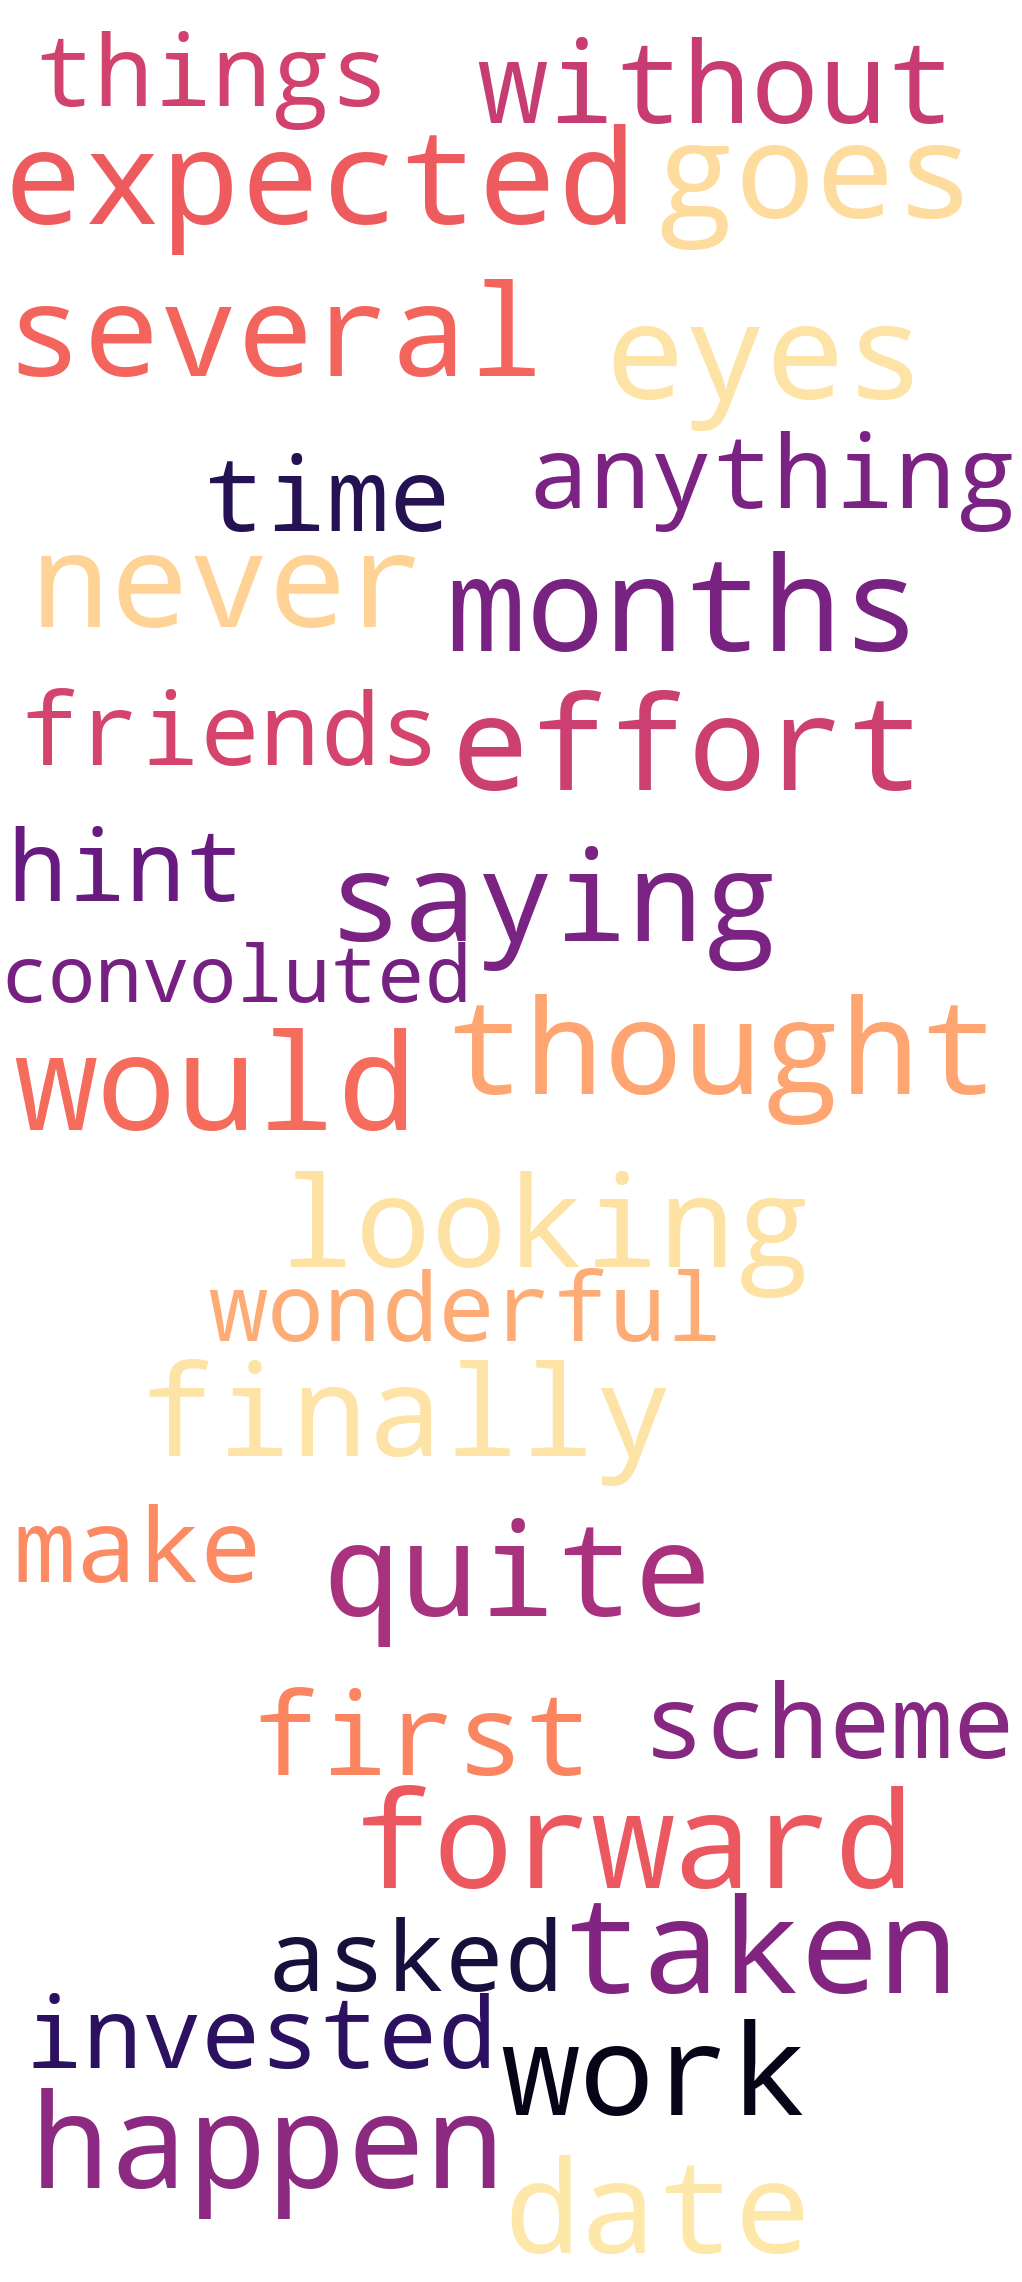 things without
expected goes
several eyes
time anything
never months
friends effort
hint saying
convoluted
would thought
looking
wonderful
finally
make quite
first scheme
forward
asked taken
invested work
happen date